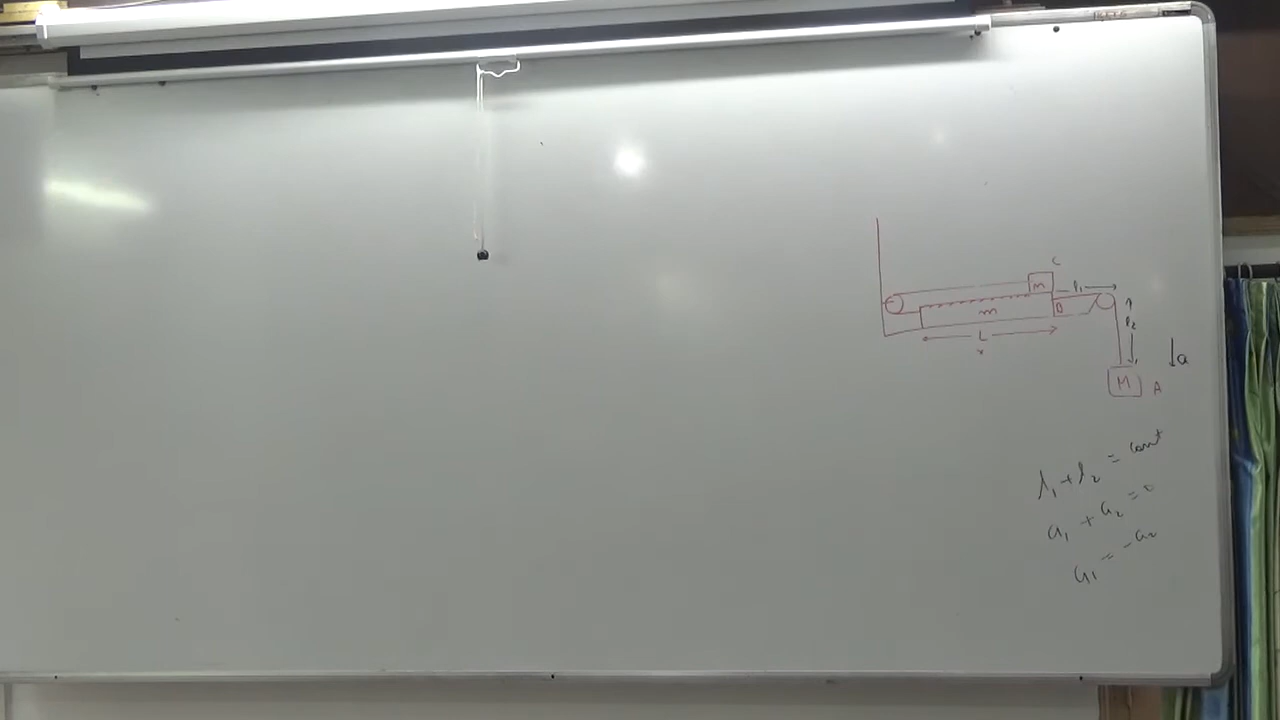 C
m l₁
m B l₂
L
x
a
M A
l₁ + l₂ = const
a₁ + a₂ = 0
a₁ = -a₂